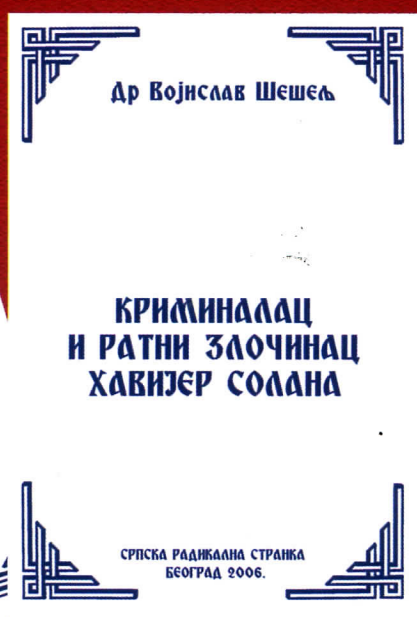 Др Војислав Шешељ
КРИМИНАЛАЦ
И РАТНИ ЗЛОЧИНАЦ
ХАВИЈЕР СОЛАНА
СРПСКА РАДИКАЛНА СТРАНКА
БЕОГРАД 2006.